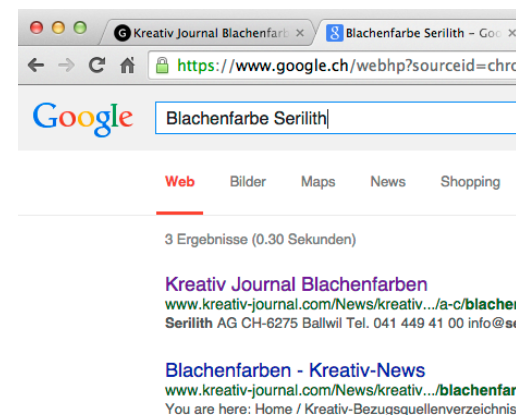 Kreativ Journal Blachenfarb
Blachenfarbe Serilith – Goo
https://www.google.ch/webhp?sourceid=chro
Google
Blachenfarbe Serilith
Web Bilder Maps News Shopping
3 Ergebnisse (0.30 Sekunden)
Kreativ Journal Blachenfarben
www.kreativ-journal.com/News/kreativ.../a-c/blachen
Serilith AG CH-6275 Ballwil Tel. 041 449 41 00 info@se
Blachenfarben - Kreativ-News
www.kreativ-journal.com/News/kreativ.../blachenfar
You are here: Home / Kreativ-Bezugsquellenverzeichnis